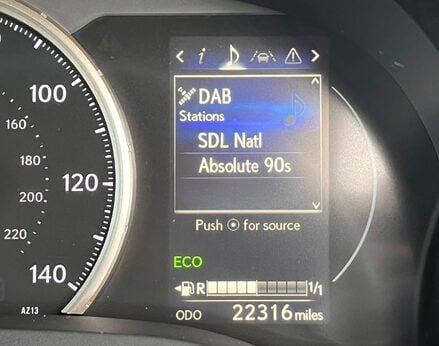 100
160
180
120
200
220
140
AZ13
< i >
DAB
Stations
SDL Natl
Absolute 90s
Push ⦿ for source
ECO
R 1/1
ODO 22316 miles